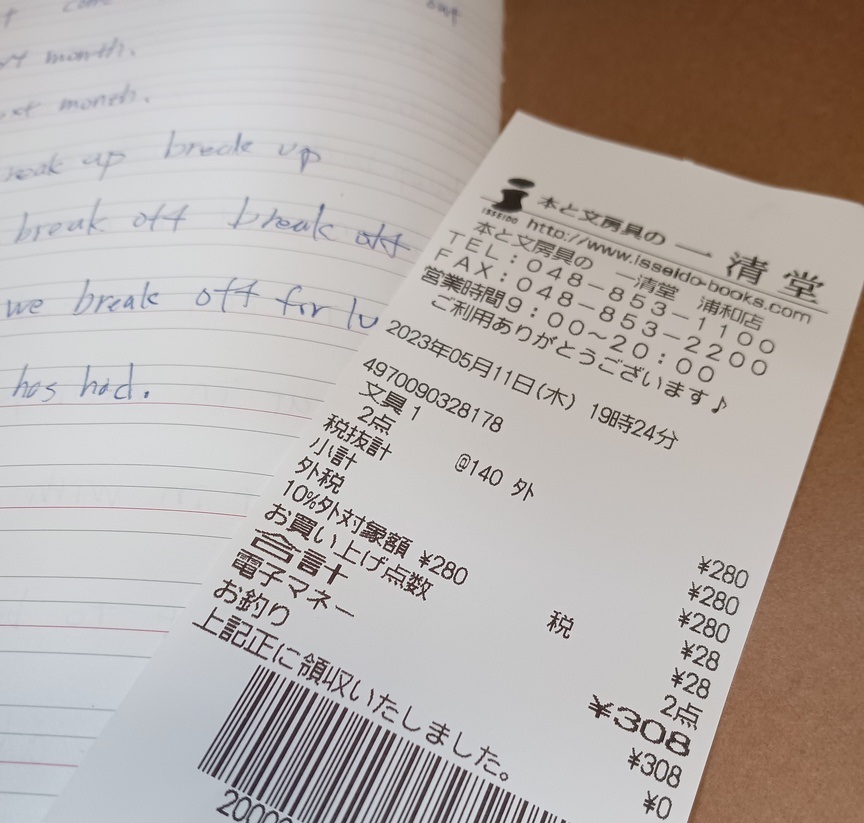 month.
month.
up break up
break off break off
we break off for
has had.
isseido
本と文房具の 一清堂
http://www.isseido-books.com
本と文房具の 一清堂 浦和店
TEL:048-853-1100
FAX:048-853-2200
営業時間9:00~20:00
ご利用ありがとうございます♪
2023年05月11日(木) 19時24分
4970090328178
文具1
2点 @140 外 ¥280
税抜計 ¥280
小計 ¥280
外税 ¥28
10%外対象額 ¥280 税 ¥28
お買い上げ点数 2点
合計 ¥308
電子マネー ¥308
お釣り ¥0
上記正に領収いたしました。